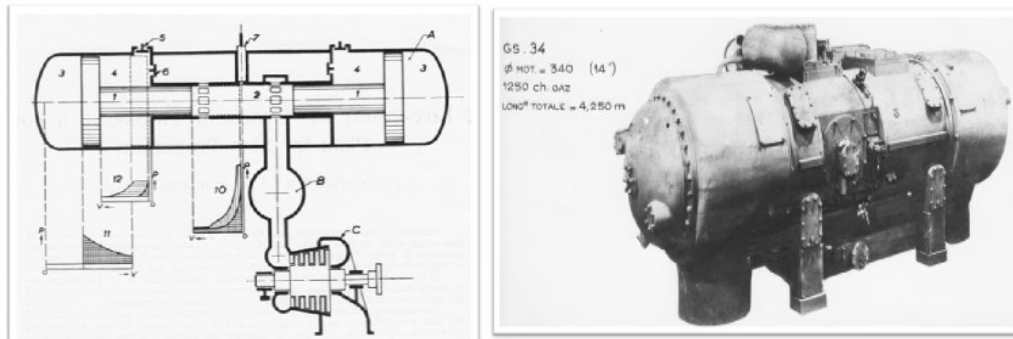 5
7
A
3
4
6
4
3
1
2
1
12
P
V
O
10
P
V
O
B
P
11
O
V
C
GS. 34
Φ MOT. = 340 (14")
1250 ch. GAZ
LONGR TOTALE = 4,250 m